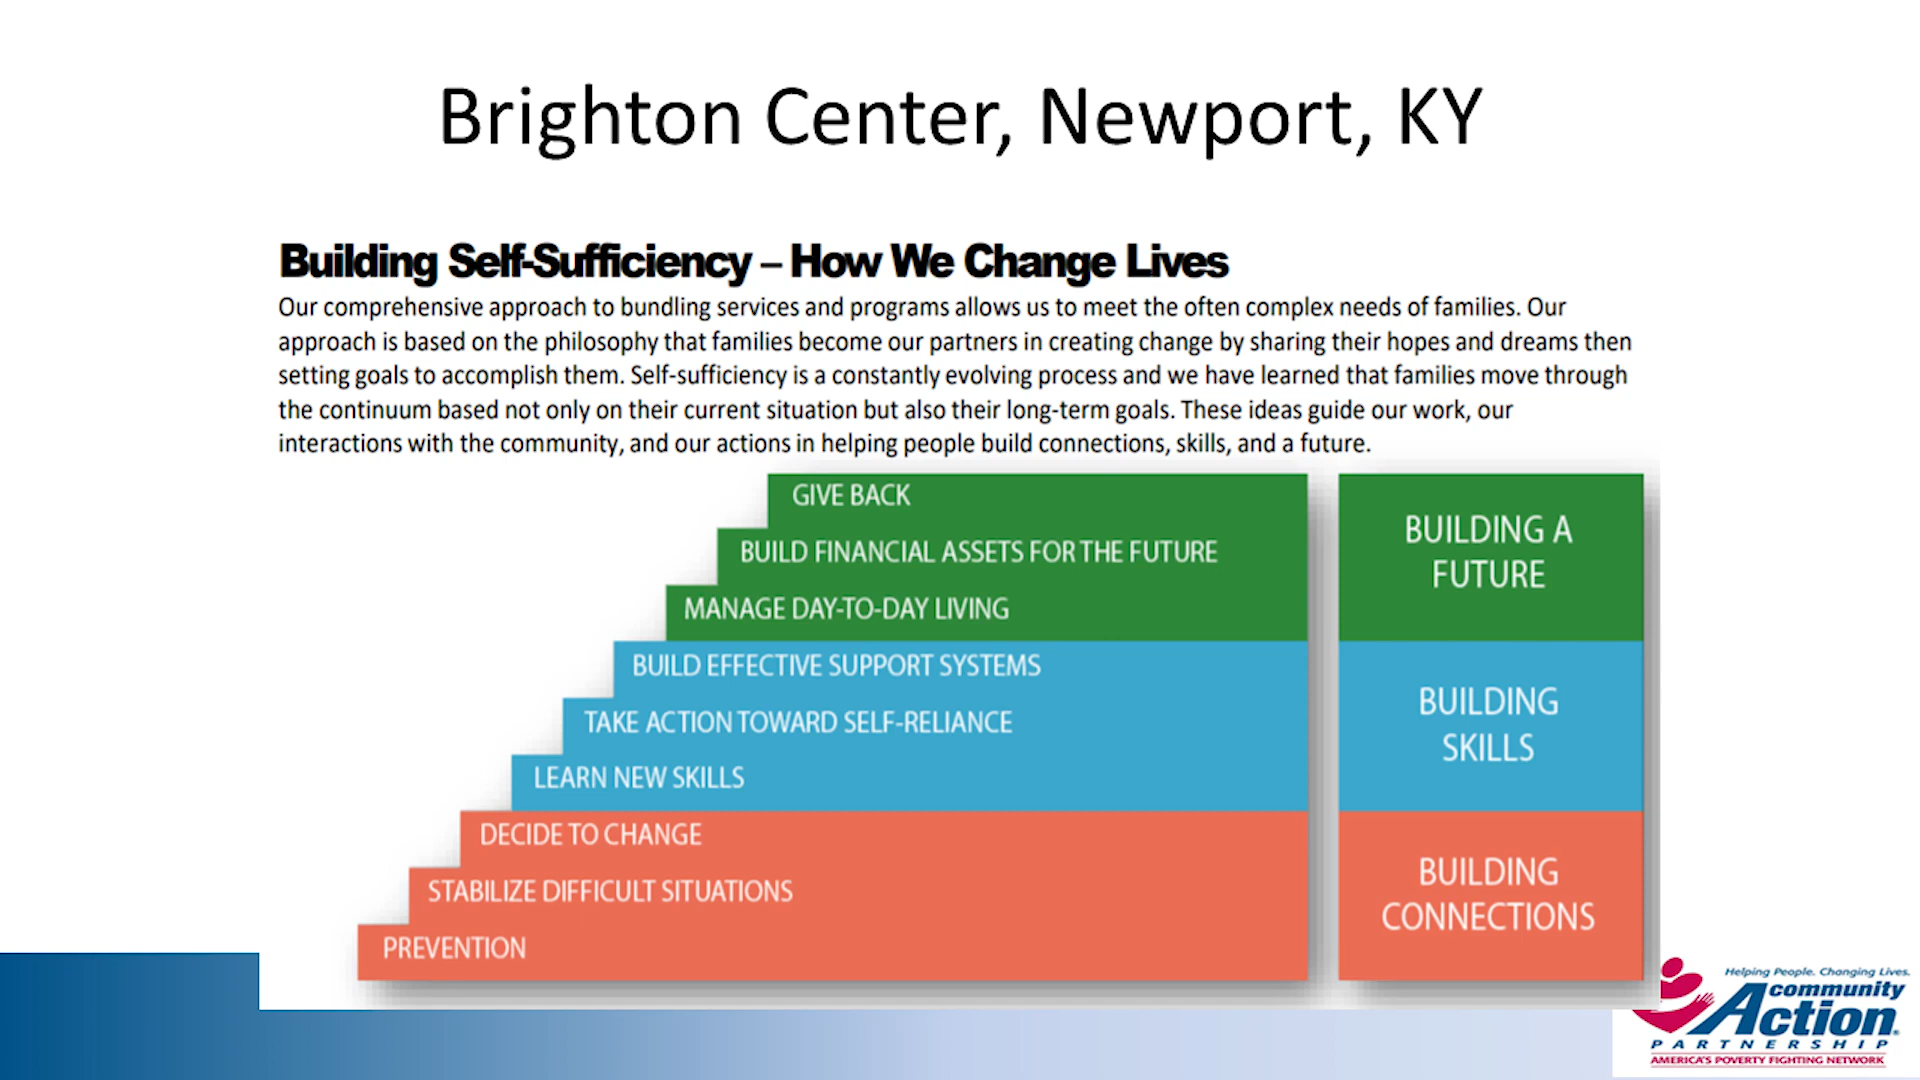 Brighton Center, Newport, KY
Building Self-Sufficiency – How We Change Lives
Our comprehensive approach to bundling services and programs allows us to meet the often complex needs of families. Our
approach is based on the philosophy that families become our partners in creating change by sharing their hopes and dreams then
setting goals to accomplish them. Self-sufficiency is a constantly evolving process and we have learned that families move through
the continuum based not only on their current situation but also their long-term goals. These ideas guide our work, our
interactions with the community, and our actions in helping people build connections, skills, and a future.
GIVE BACK
BUILD FINANCIAL ASSETS FOR THE FUTURE
MANAGE DAY-TO-DAY LIVING
BUILD EFFECTIVE SUPPORT SYSTEMS
TAKE ACTION TOWARD SELF-RELIANCE
LEARN NEW SKILLS
DECIDE TO CHANGE
STABILIZE DIFFICULT SITUATIONS
PREVENTION
BUILDING A
FUTURE
BUILDING
SKILLS
BUILDING
CONNECTIONS
Helping People. Changing Lives.
community
Action
PARTNERSHIP
AMERICA'S POVERTY FIGHTING NETWORK